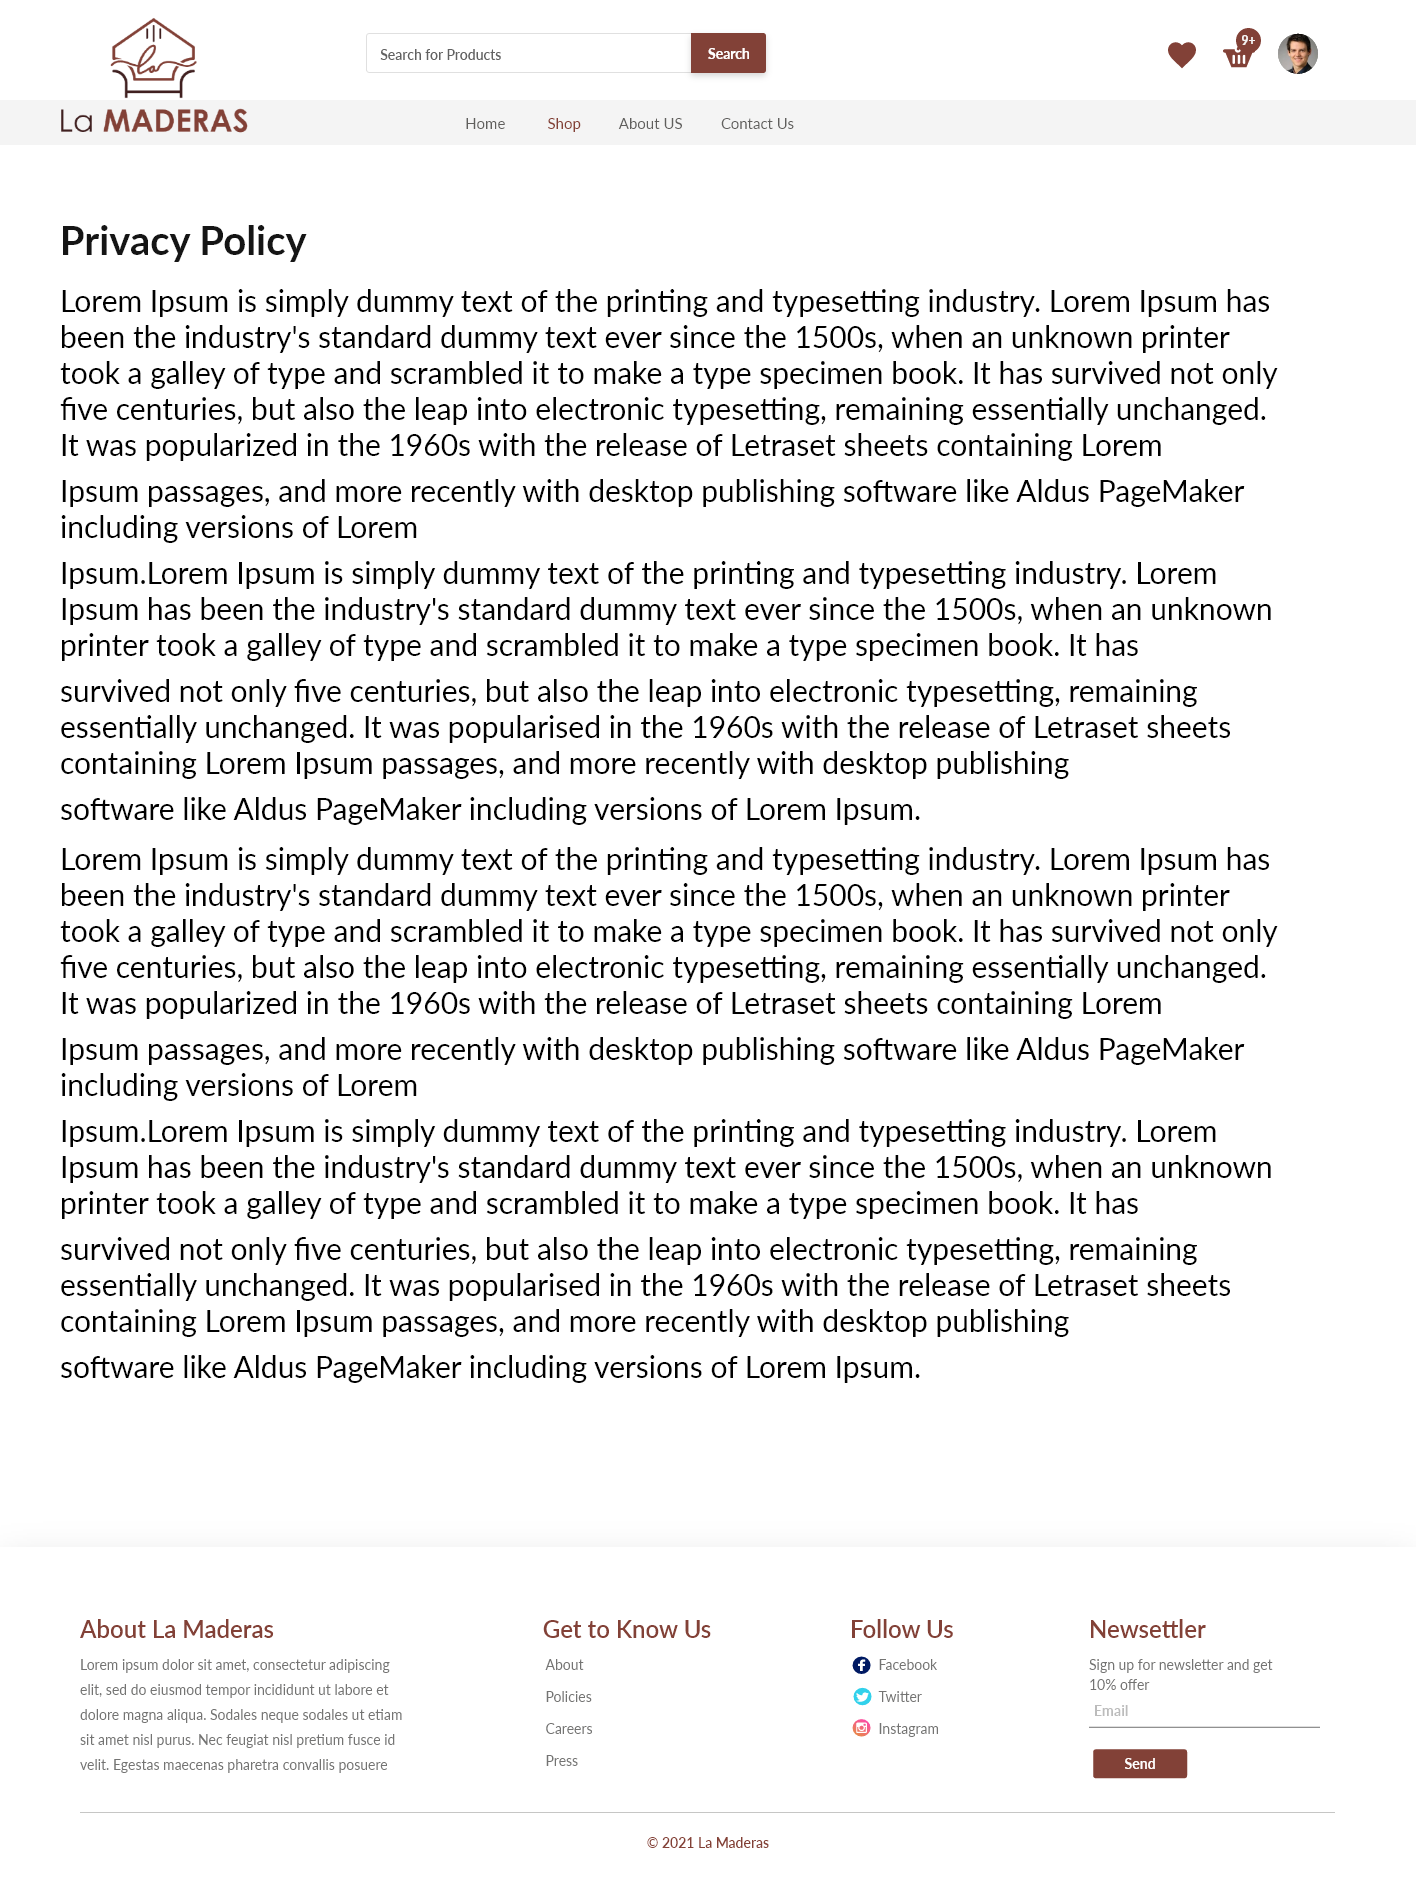 Search for Products
Search
9+
la
La MADERAS
Home Shop About US Contact Us
Privacy Policy
Lorem Ipsum is simply dummy text of the printing and typesetting industry. Lorem Ipsum has
been the industry's standard dummy text ever since the 1500s, when an unknown printer
took a galley of type and scrambled it to make a type specimen book. It has survived not only
five centuries, but also the leap into electronic typesetting, remaining essentially unchanged.
It was popularized in the 1960s with the release of Letraset sheets containing Lorem
Ipsum passages, and more recently with desktop publishing software like Aldus PageMaker
including versions of Lorem
Ipsum.Lorem Ipsum is simply dummy text of the printing and typesetting industry. Lorem
Ipsum has been the industry's standard dummy text ever since the 1500s, when an unknown
printer took a galley of type and scrambled it to make a type specimen book. It has
survived not only five centuries, but also the leap into electronic typesetting, remaining
essentially unchanged. It was popularised in the 1960s with the release of Letraset sheets
containing Lorem Ipsum passages, and more recently with desktop publishing
software like Aldus PageMaker including versions of Lorem Ipsum.
Lorem Ipsum is simply dummy text of the printing and typesetting industry. Lorem Ipsum has
been the industry's standard dummy text ever since the 1500s, when an unknown printer
took a galley of type and scrambled it to make a type specimen book. It has survived not only
five centuries, but also the leap into electronic typesetting, remaining essentially unchanged.
It was popularized in the 1960s with the release of Letraset sheets containing Lorem
Ipsum passages, and more recently with desktop publishing software like Aldus PageMaker
including versions of Lorem
Ipsum.Lorem Ipsum is simply dummy text of the printing and typesetting industry. Lorem
Ipsum has been the industry's standard dummy text ever since the 1500s, when an unknown
printer took a galley of type and scrambled it to make a type specimen book. It has
survived not only five centuries, but also the leap into electronic typesetting, remaining
essentially unchanged. It was popularised in the 1960s with the release of Letraset sheets
containing Lorem Ipsum passages, and more recently with desktop publishing
software like Aldus PageMaker including versions of Lorem Ipsum.
About La Maderas
Lorem ipsum dolor sit amet, consectetur adipiscing
elit, sed do eiusmod tempor incididunt ut labore et
dolore magna aliqua. Sodales neque sodales ut etiam
sit amet nisl purus. Nec feugiat nisl pretium fusce id
velit. Egestas maecenas pharetra convallis posuere
Get to Know Us
About
Policies
Careers
Press
Follow Us
Facebook
Twitter
Instagram
Newsettler
Sign up for newsletter and get
10% offer
Email
Send
© 2021 La Maderas